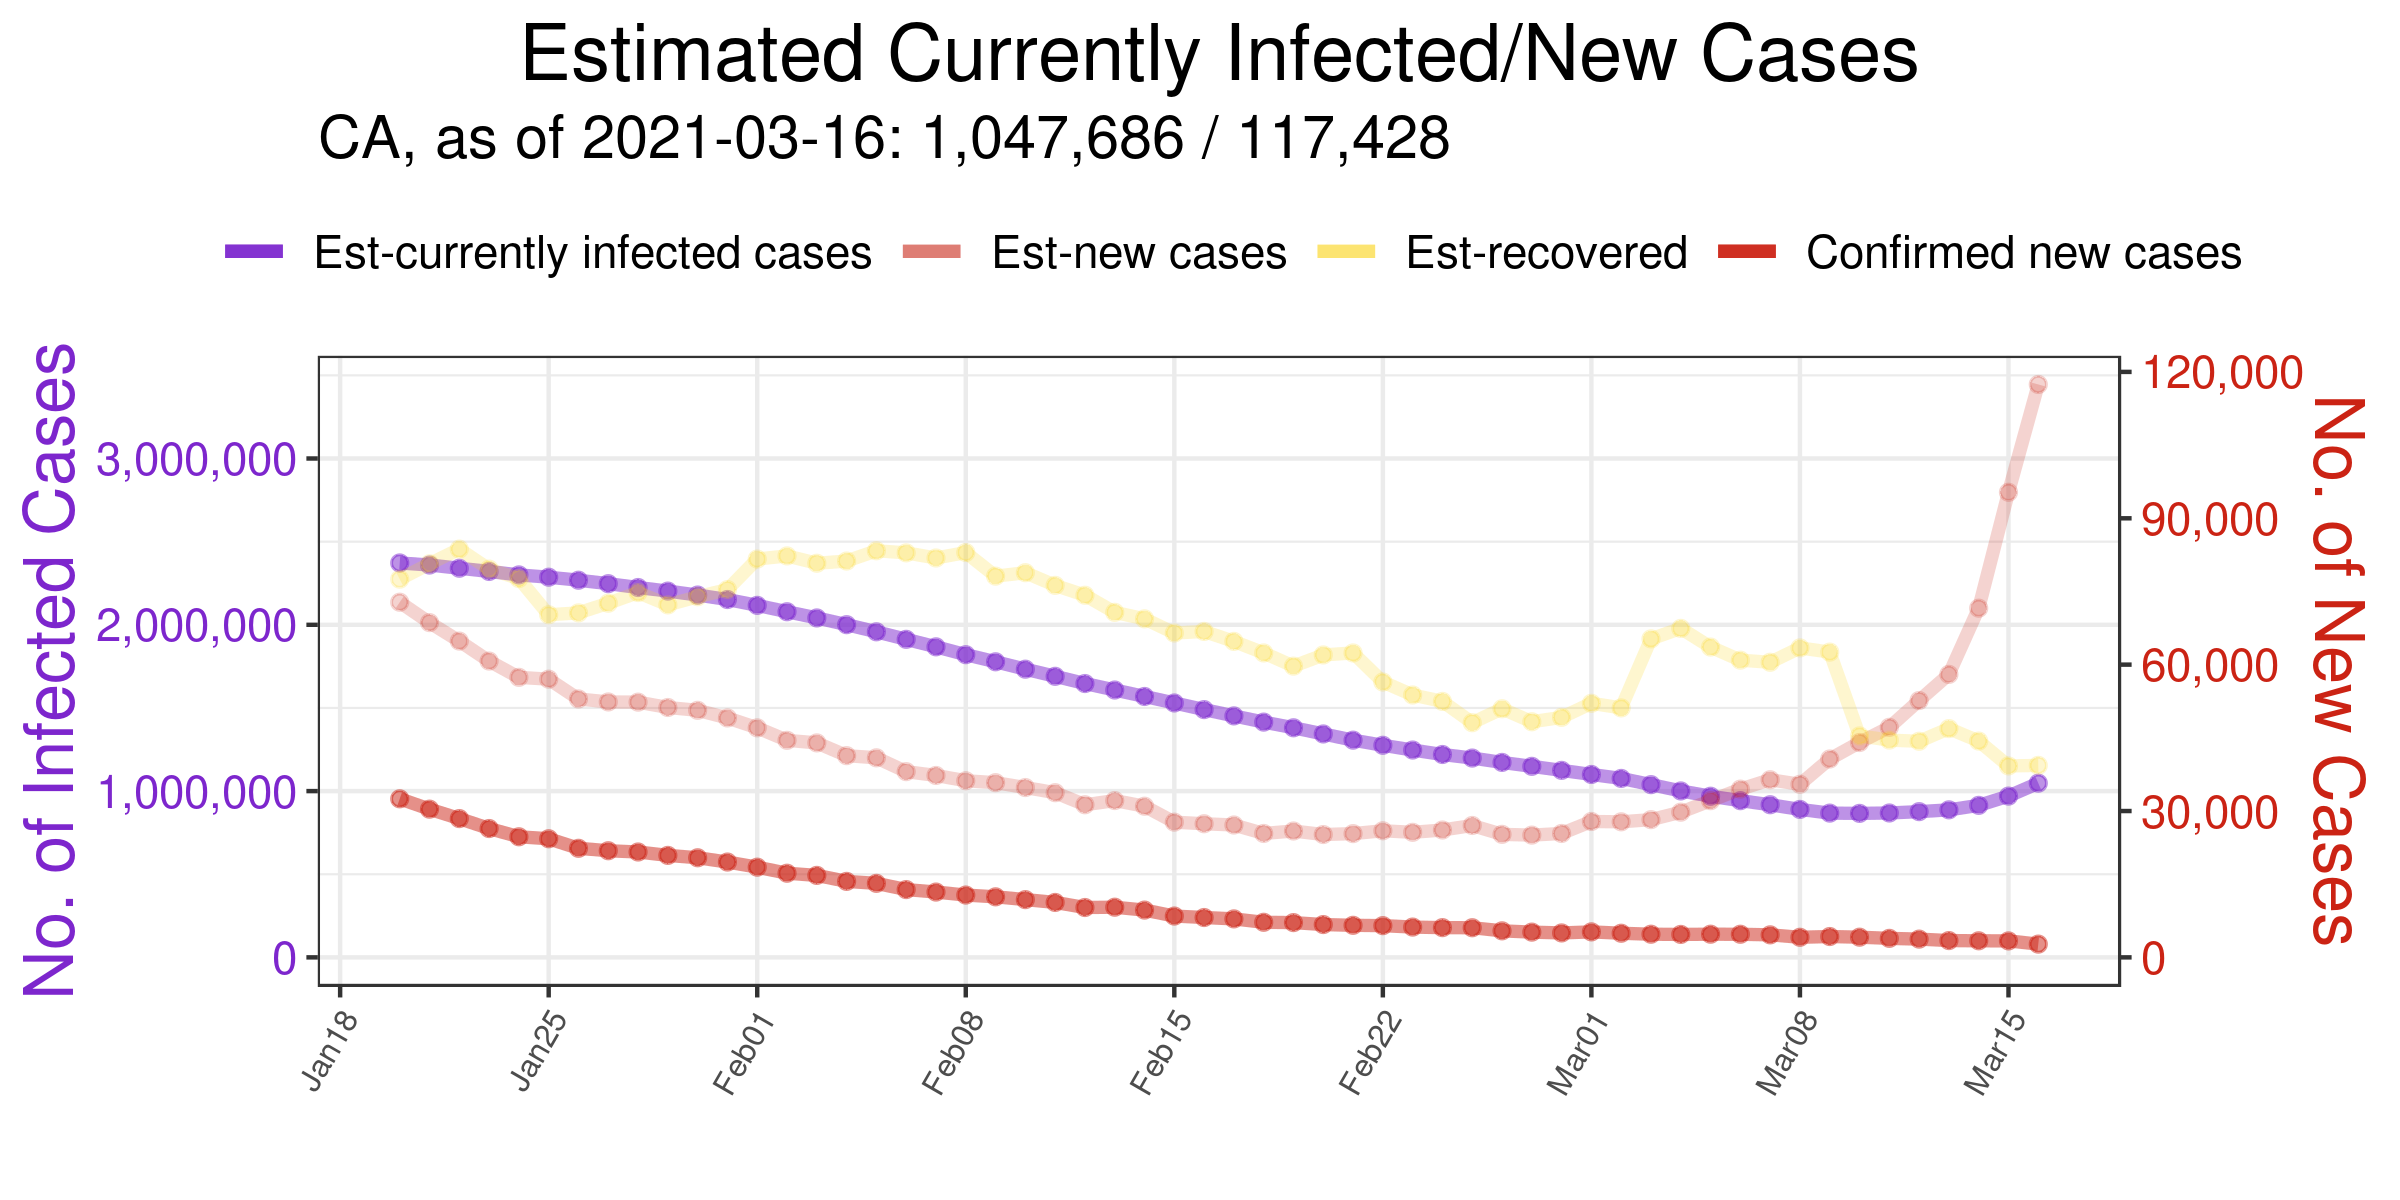 Estimated Currently Infected/New Cases
CA, as of 2021-03-16: 1,047,686 / 117,428
Est-currently infected cases Est-new cases Est-recovered Confirmed new cases
No. of Infected Cases
3,000,000
2,000,000
1,000,000
0
120,000
90,000
60,000
30,000
0
No. of New Cases
Jan18 Jan25 Feb01 Feb08 Feb15 Feb22 Mar01 Mar08 Mar15